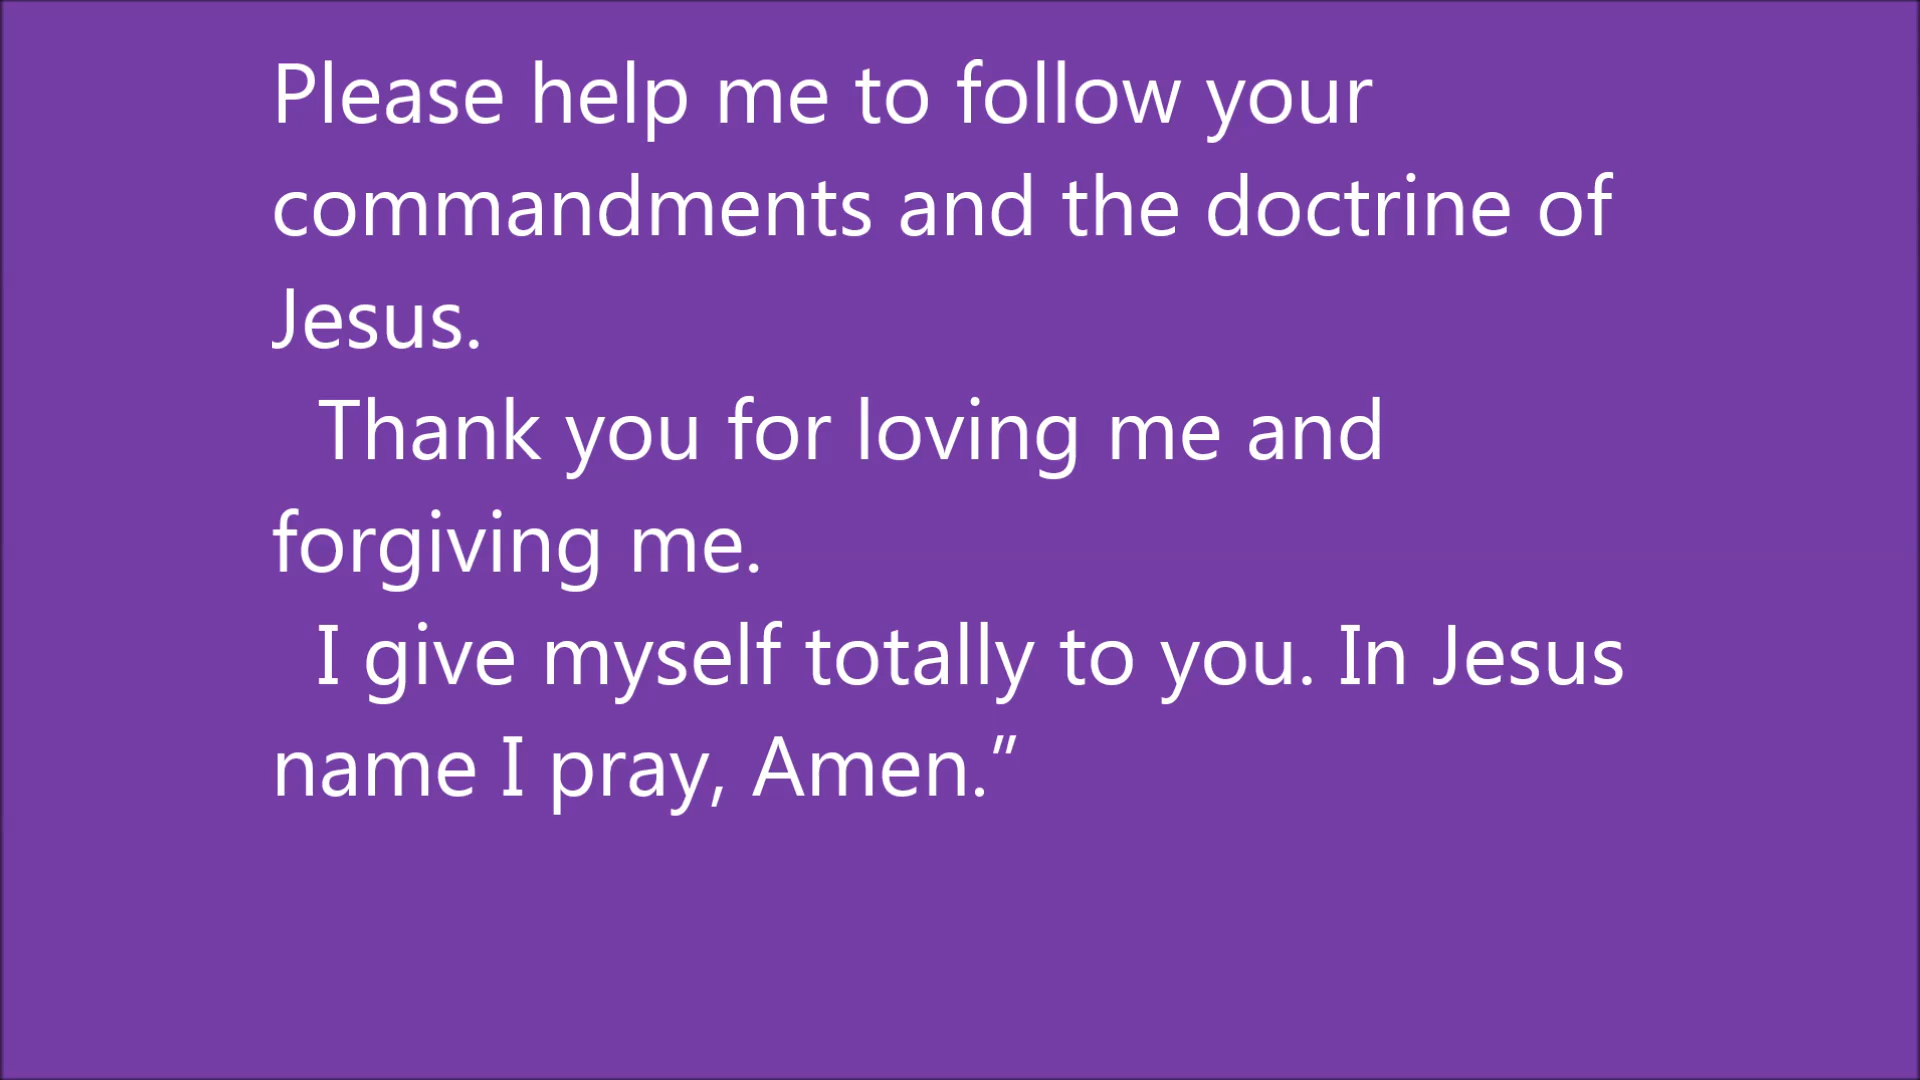 Please help me to follow your
commandments and the doctrine of
Jesus.
Thank you for loving me and
forgiving me.
I give myself totally to you. In Jesus
name I pray, Amen.”